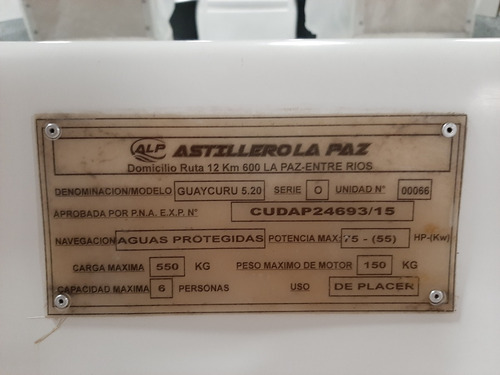 ALP ASTILLERO LA PAZ
Domicilio Ruta 12 Km 600 LA PAZ-ENTRE RIOS
DENOMINACION/MODELO GUAYCURU 5.20 SERIE O UNIDAD N° 00066
APROBADA POR P.N.A. E.X.P. N° CUDAP24693/15
NAVEGACION AGUAS PROTEGIDAS POTENCIA MAX: 75 - (55) HP-(Kw)
CARGA MAXIMA 550 KG PESO MAXIMO DE MOTOR 150 KG
CAPACIDAD MAXIMA 6 PERSONAS USO DE PLACER